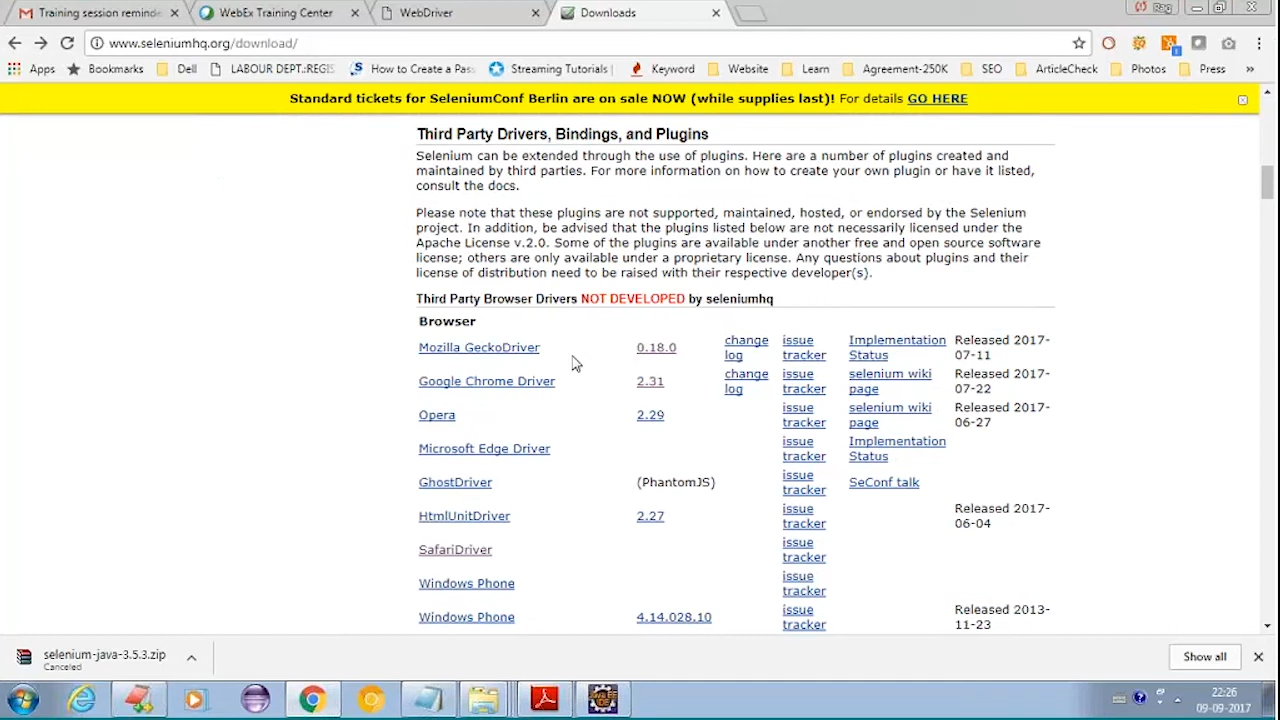 Training session reminde
WebEx Training Center
WebDriver
Downloads
Rag
www.seleniumhq.org/download/
Apps
Bookmarks
Dell
LABOUR DEPT.:REGIS
How to Create a Pas
Streaming Tutorials
Keyword
Website
Learn
Agreement-250K
SEO
ArticleCheck
Photos
Press
»
Standard tickets for SeleniumConf Berlin are on sale NOW (while supplies last)! For details GO HERE
Third Party Drivers, Bindings, and Plugins
Selenium can be extended through the use of plugins. Here are a number of plugins created and
maintained by third parties. For more information on how to create your own plugin or have it listed,
consult the docs.
Please note that these plugins are not supported, maintained, hosted, or endorsed by the Selenium
project. In addition, be advised that the plugins listed below are not necessarily licensed under the
Apache License v.2.0. Some of the plugins are available under another free and open source software
license; others are only available under a proprietary license. Any questions about plugins and their
license of distribution need to be raised with their respective developer(s).
Third Party Browser Drivers NOT DEVELOPED by seleniumhq
Browser
Mozilla GeckoDriver 0.18.0 change log issue tracker Implementation Status Released 2017-07-11
Google Chrome Driver 2.31 change log issue tracker selenium wiki page Released 2017-07-22
Opera 2.29 issue tracker selenium wiki page Released 2017-06-27
Microsoft Edge Driver issue tracker Implementation Status
GhostDriver (PhantomJS) issue tracker SeConf talk
HtmlUnitDriver 2.27 issue tracker Released 2017-06-04
SafariDriver issue tracker
Windows Phone issue tracker
Windows Phone 4.14.028.10 issue tracker Released 2013-11-23
selenium-java-3.5.3.zip
Canceled
Show all
22:26
09-09-2017